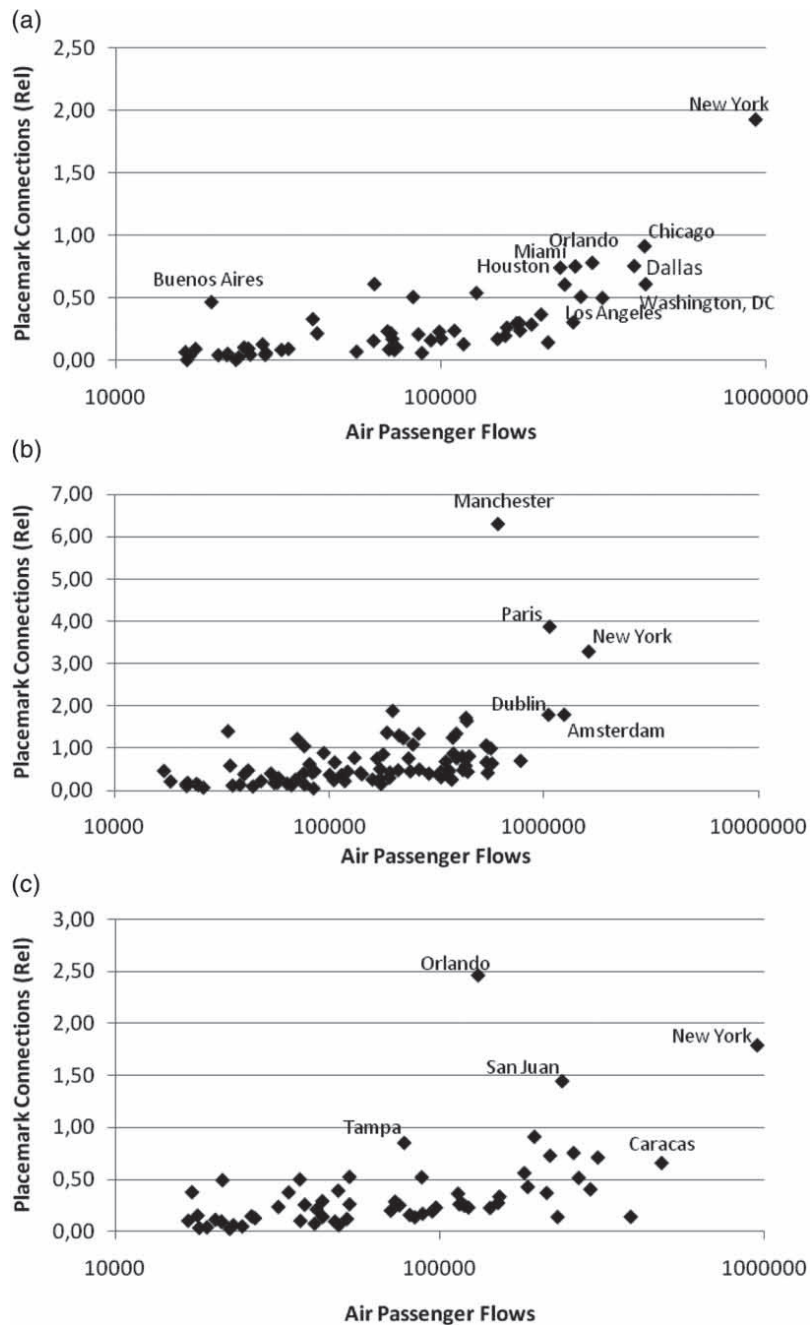 (a)
Placemark Connections (Rel)
2,50
2,00
1,50
1,00
0,50
0,00
New York
Chicago
Orlando
Miami
Houston
Dallas
Buenos Aires
Washington, DC
Los Angeles
10000
100000
1000000
Air Passenger Flows
(b)
Placemark Connections (Rel)
7,00
6,00
5,00
4,00
3,00
2,00
1,00
0,00
Manchester
Paris
New York
Dublin
Amsterdam
10000
100000
1000000
10000000
Air Passenger Flows
(c)
Placemark Connections (Rel)
3,00
2,50
2,00
1,50
1,00
0,50
0,00
Orlando
New York
San Juan
Tampa
Caracas
10000
100000
1000000
Air Passenger Flows